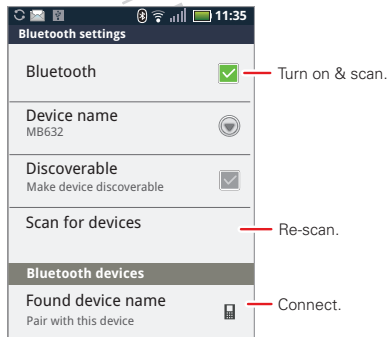 11:35
Bluetooth settings
Bluetooth
Turn on & scan.
Device name
MB632
Discoverable
Make device discoverable
Scan for devices
Re-scan.
Bluetooth devices
Found device name
Connect.
Pair with this device